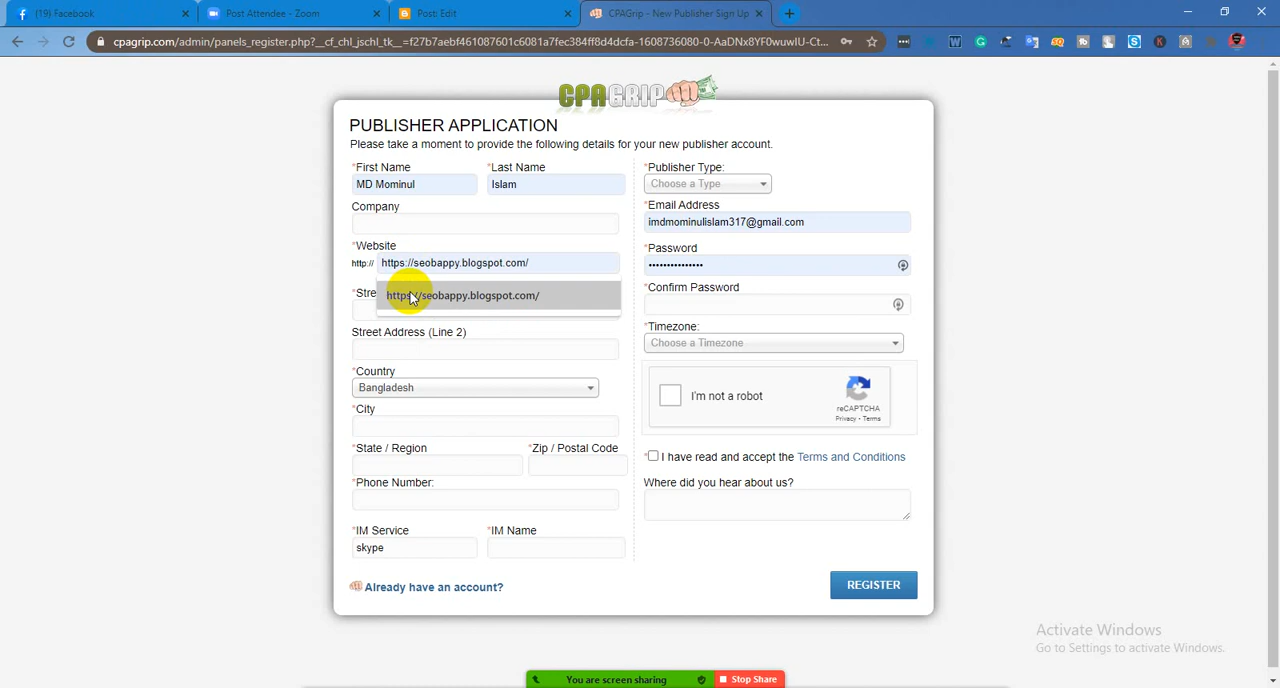 (19) Facebook
Post Attendee - Zoom
Post: Edit
CPAGrip - New Publisher Sign Up
cpagrip.com/admin/panels_register.php?__cf_chl_jschl_tk__=f27b7aebf461087601c6081a7fec384ff8d4dcfa-1608736080-0-AaDNx8YF0wuwIU-Ct...
CPAGRIP
PUBLISHER APPLICATION
Please take a moment to provide the following details for your new publisher account.
*First Name
*Last Name
MD Mominul
Islam
Company
*Website
http:// https://seobappy.blogspot.com/
https://seobappy.blogspot.com/
*Stre
Street Address (Line 2)
*Country
Bangladesh
*City
*State / Region
*Zip / Postal Code
*Phone Number:
*IM Service
*IM Name
skype
Already have an account?
*Publisher Type:
Choose a Type
*Email Address
imdmominulislam317@gmail.com
*Password
•••••••••••••••
*Confirm Password
*Timezone:
Choose a Timezone
I'm not a robot
reCAPTCHA
Privacy - Terms
* I have read and accept the Terms and Conditions
Where did you hear about us?
REGISTER
Activate Windows
Go to Settings to activate Windows.
You are screen sharing
Stop Share